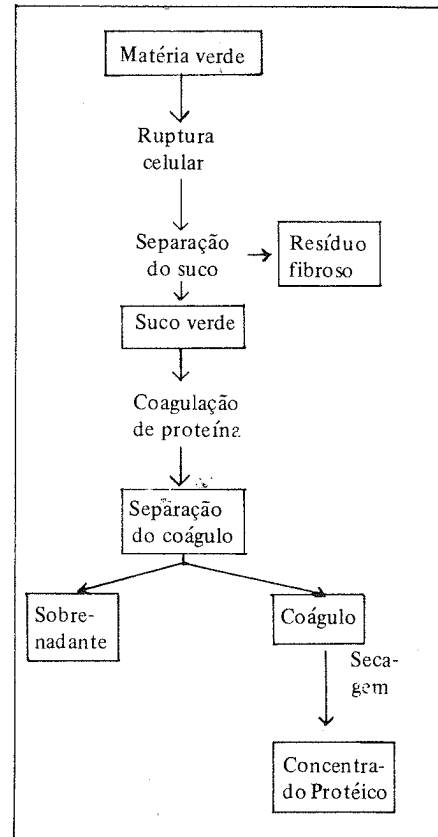 Matéria verde
Ruptura
celular
Separação
do suco
Resíduo
fibroso
Suco verde
Coagulação
de proteína
Separação
do coágulo
Sobre-
nadante
Coágulo
Seca-
gem
Concentra-
do Protéico